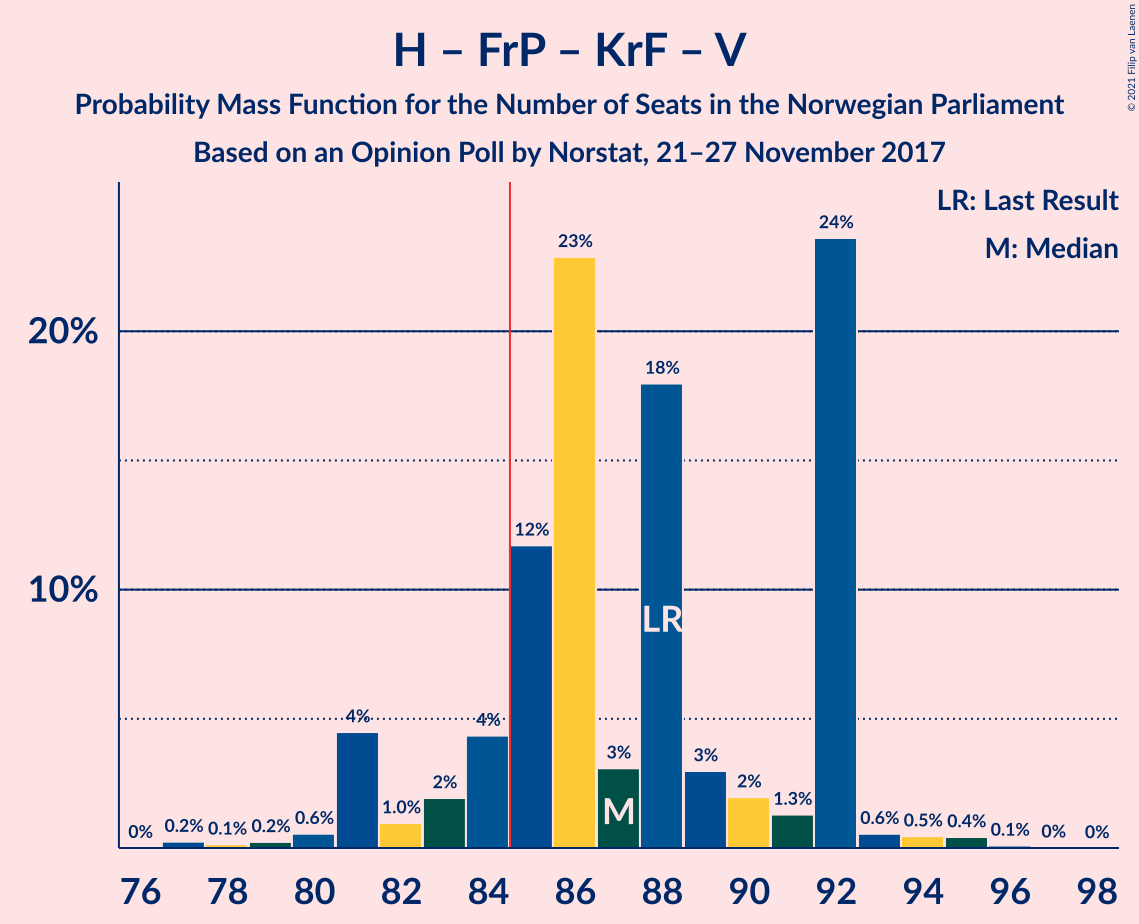 H – FrP – KrF – V
Probability Mass Function for the Number of Seats in the Norwegian Parliament
Based on an Opinion Poll by Norstat, 21–27 November 2017
© 2021 Filip van Laenen
LR: Last Result
M: Median
20%
10%
0%
0.2%
0.1%
0.2%
0.6%
4%
1.0%
2%
4%
12%
23%
3%
18%
3%
2%
1.3%
24%
0.6%
0.5%
0.4%
0.1%
0%
0%
LR
M
76 78 80 82 84 86 88 90 92 94 96 98